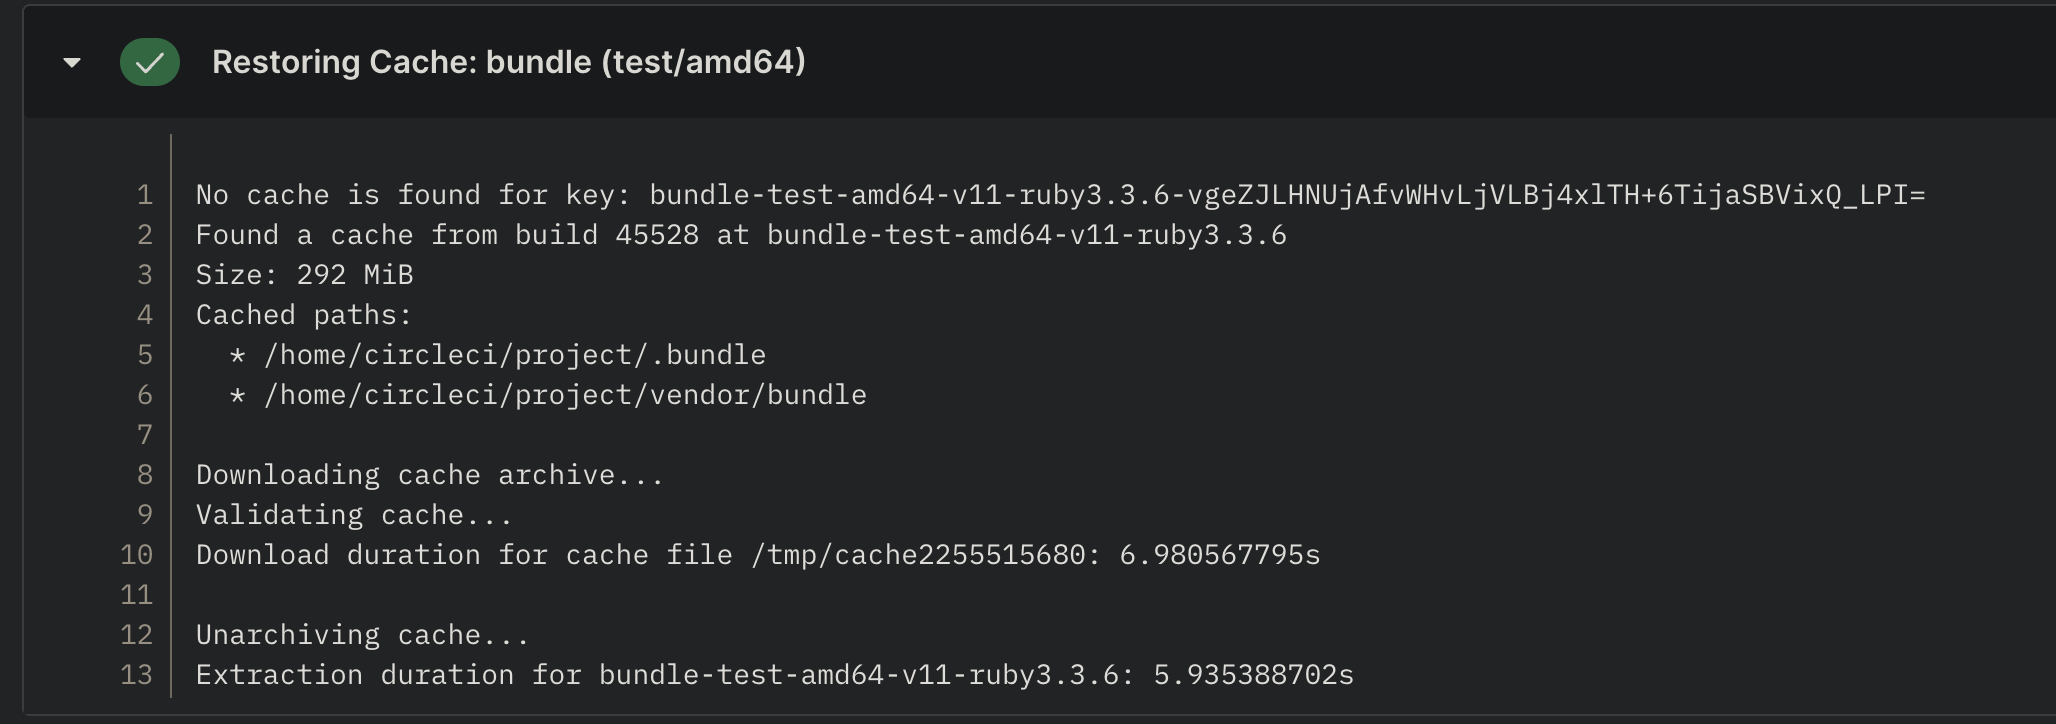 Restoring Cache: bundle (test/amd64)
1 No cache is found for key: bundle-test-amd64-v11-ruby3.3.6-vgeZJLHNUjAfvWHvLjVLBj4xlTH+6TijaSBVixQ_LPI=
2 Found a cache from build 45528 at bundle-test-amd64-v11-ruby3.3.6
3 Size: 292 MiB
4 Cached paths:
5   * /home/circleci/project/.bundle
6   * /home/circleci/project/vendor/bundle
7
8 Downloading cache archive...
9 Validating cache...
10 Download duration for cache file /tmp/cache2255515680: 6.980567795s
11
12 Unarchiving cache...
13 Extraction duration for bundle-test-amd64-v11-ruby3.3.6: 5.935388702s